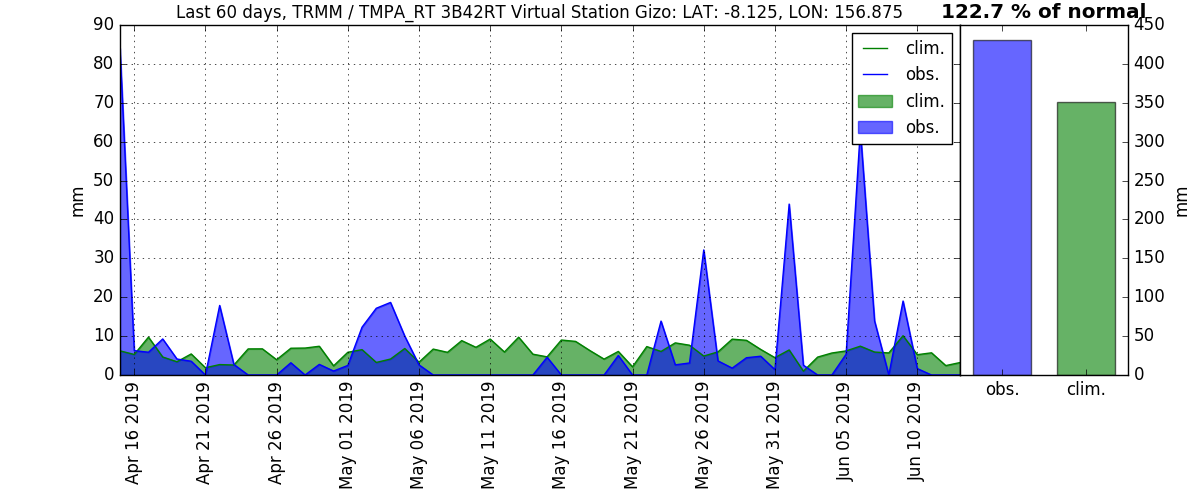 Last 60 days, TRMM / TMPA_RT 3B42RT Virtual Station Gizo: LAT: -8.125, LON: 156.875
122.7 % of normal
90
80
70
60
50
40
30
20
10
0
mm
clim.
obs.
clim.
obs.
Apr 16 2019
Apr 21 2019
Apr 26 2019
May 01 2019
May 06 2019
May 11 2019
May 16 2019
May 21 2019
May 26 2019
May 31 2019
Jun 05 2019
Jun 10 2019
450
400
350
300
250
200
150
100
50
0
mm
obs.
clim.